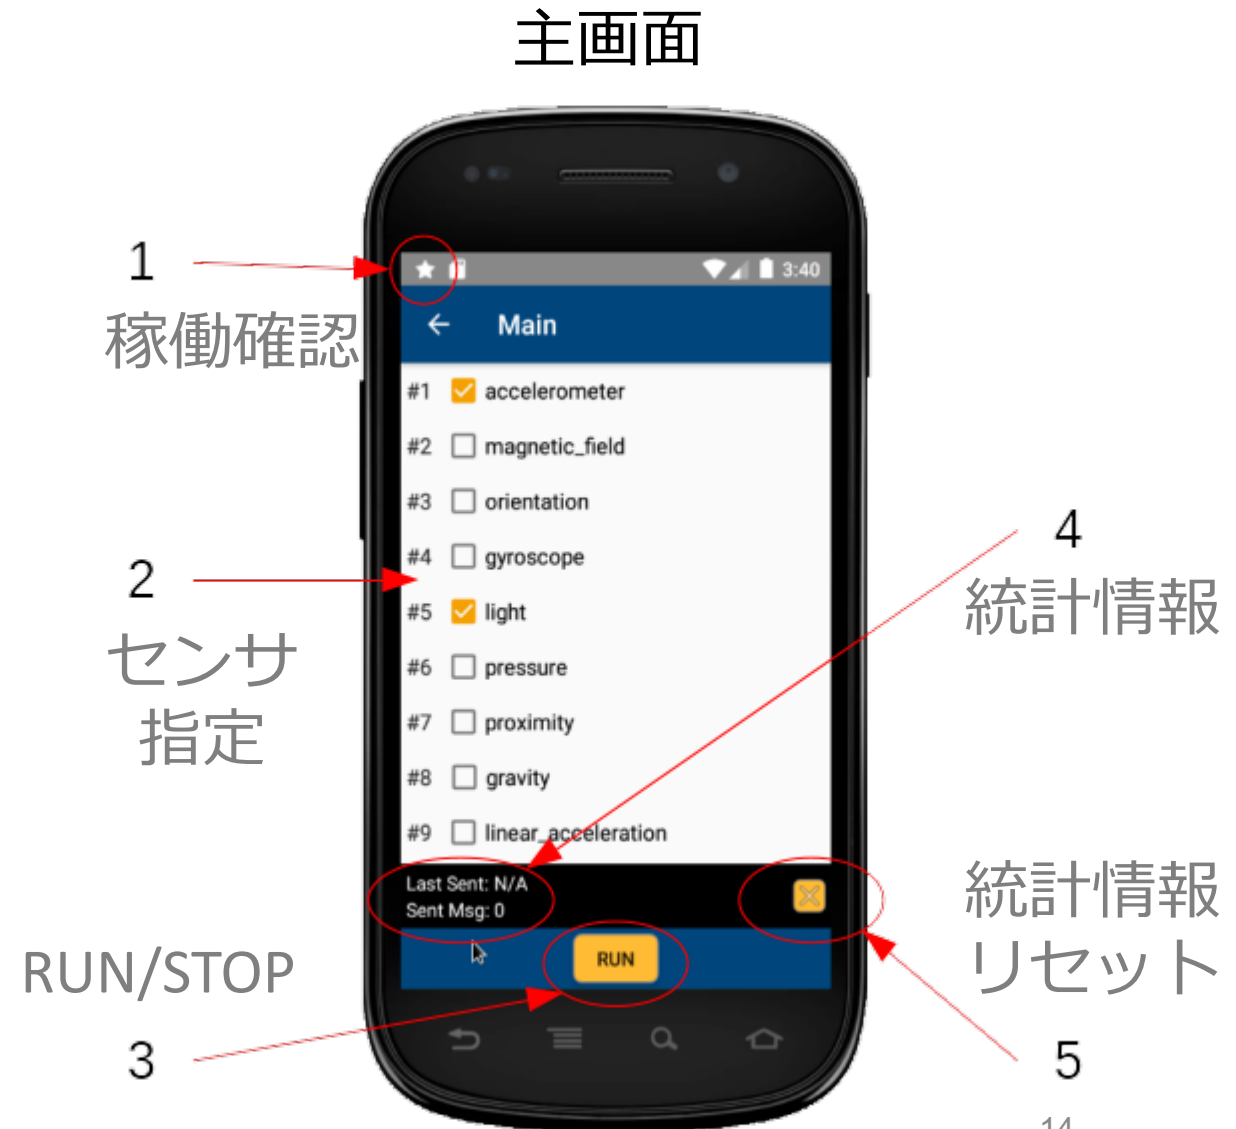 主画面
1
稼働確認
3:40
Main
#1 accelerometer
#2 magnetic_field
#3 orientation
#4 gyroscope
#5 light
#6 pressure
#7 proximity
#8 gravity
#9 linear_acceleration
2
センサ
指定
4
統計情報
Last Sent: N/A
Sent Msg: 0
統計情報
リセット
RUN/STOP
RUN
3
5
14